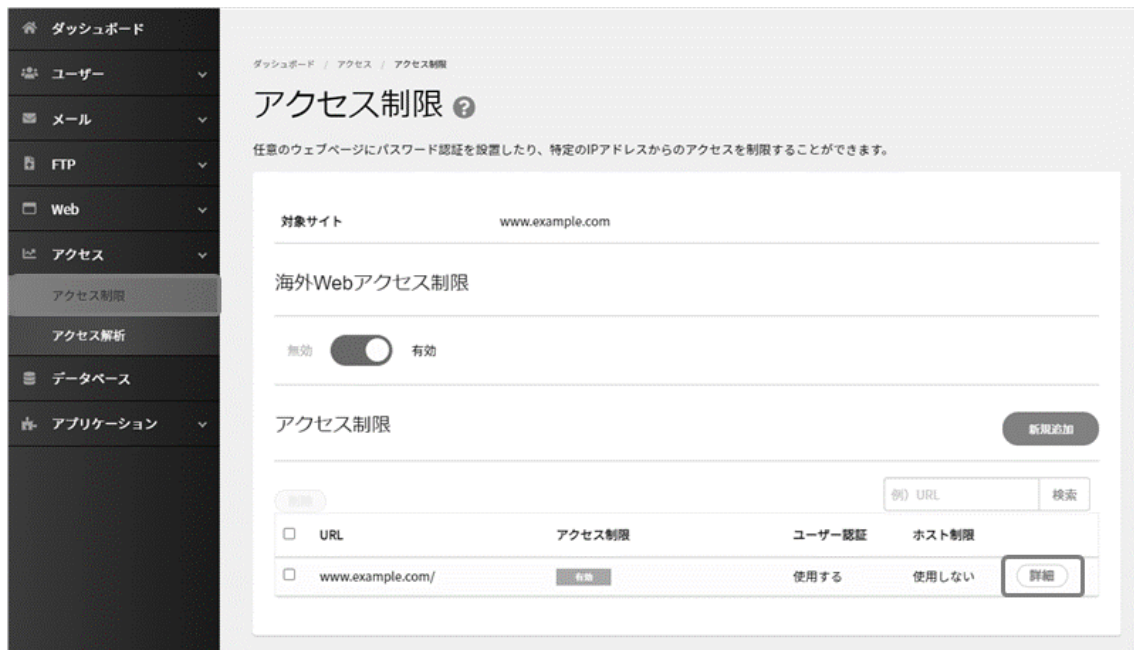 ダッシュボード
ユーザー
メール
FTP
Web
アクセス
アクセス制限
アクセス解析
データベース
アプリケーション
ダッシュボード / アクセス / アクセス制限
アクセス制限
任意のウェブページにパスワード認証を設置したり、特定のIPアドレスからのアクセスを制限することができます。
対象サイト www.example.com
海外Webアクセス制限
無効 有効
アクセス制限 新規追加
削除 例）URL 検索
URL アクセス制限 ユーザー認証 ホスト制限
www.example.com/ 有効 使用する 使用しない 詳細